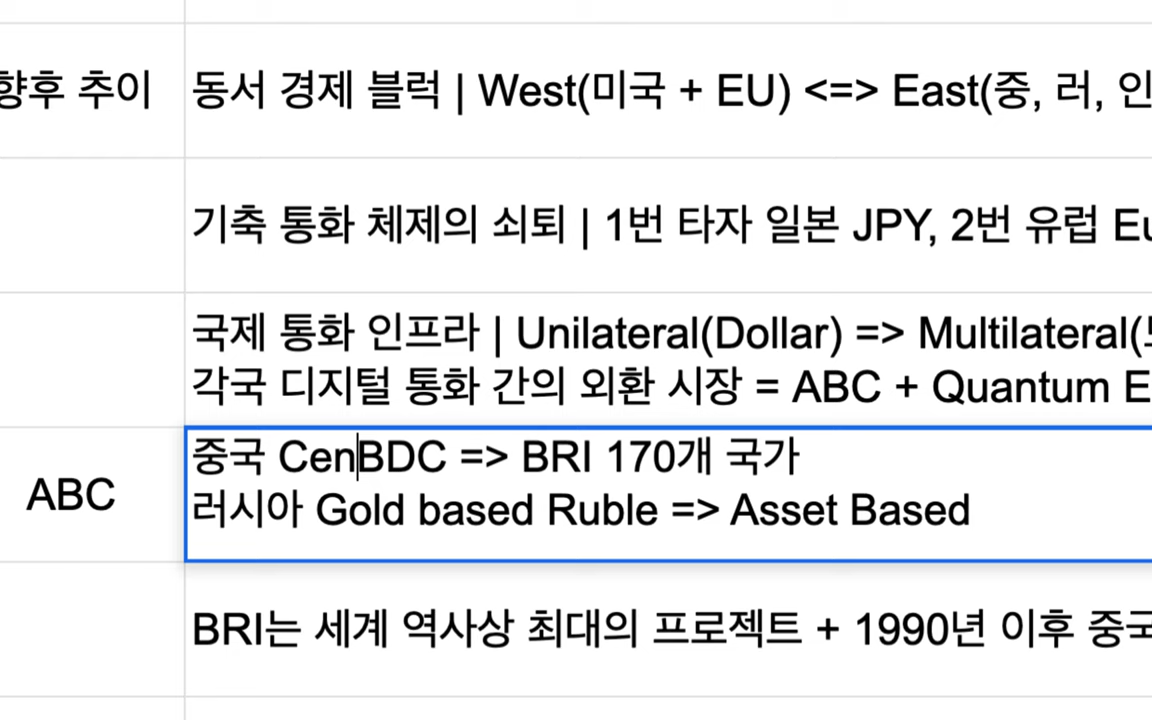 향후 추이
동서 경제 블럭 | West(미국 + EU) <=> East(중, 러, 인
기축 통화 체제의 쇠퇴 | 1번 타자 일본 JPY, 2번 유럽 Eu
국제 통화 인프라 | Unilateral(Dollar) => Multilateral(
각국 디지털 통화 간의 외환 시장 = ABC + Quantum E
ABC
중국 CenBDC => BRI 170개 국가
러시아 Gold based Ruble => Asset Based
BRI는 세계 역사상 최대의 프로젝트 + 1990년 이후 중국